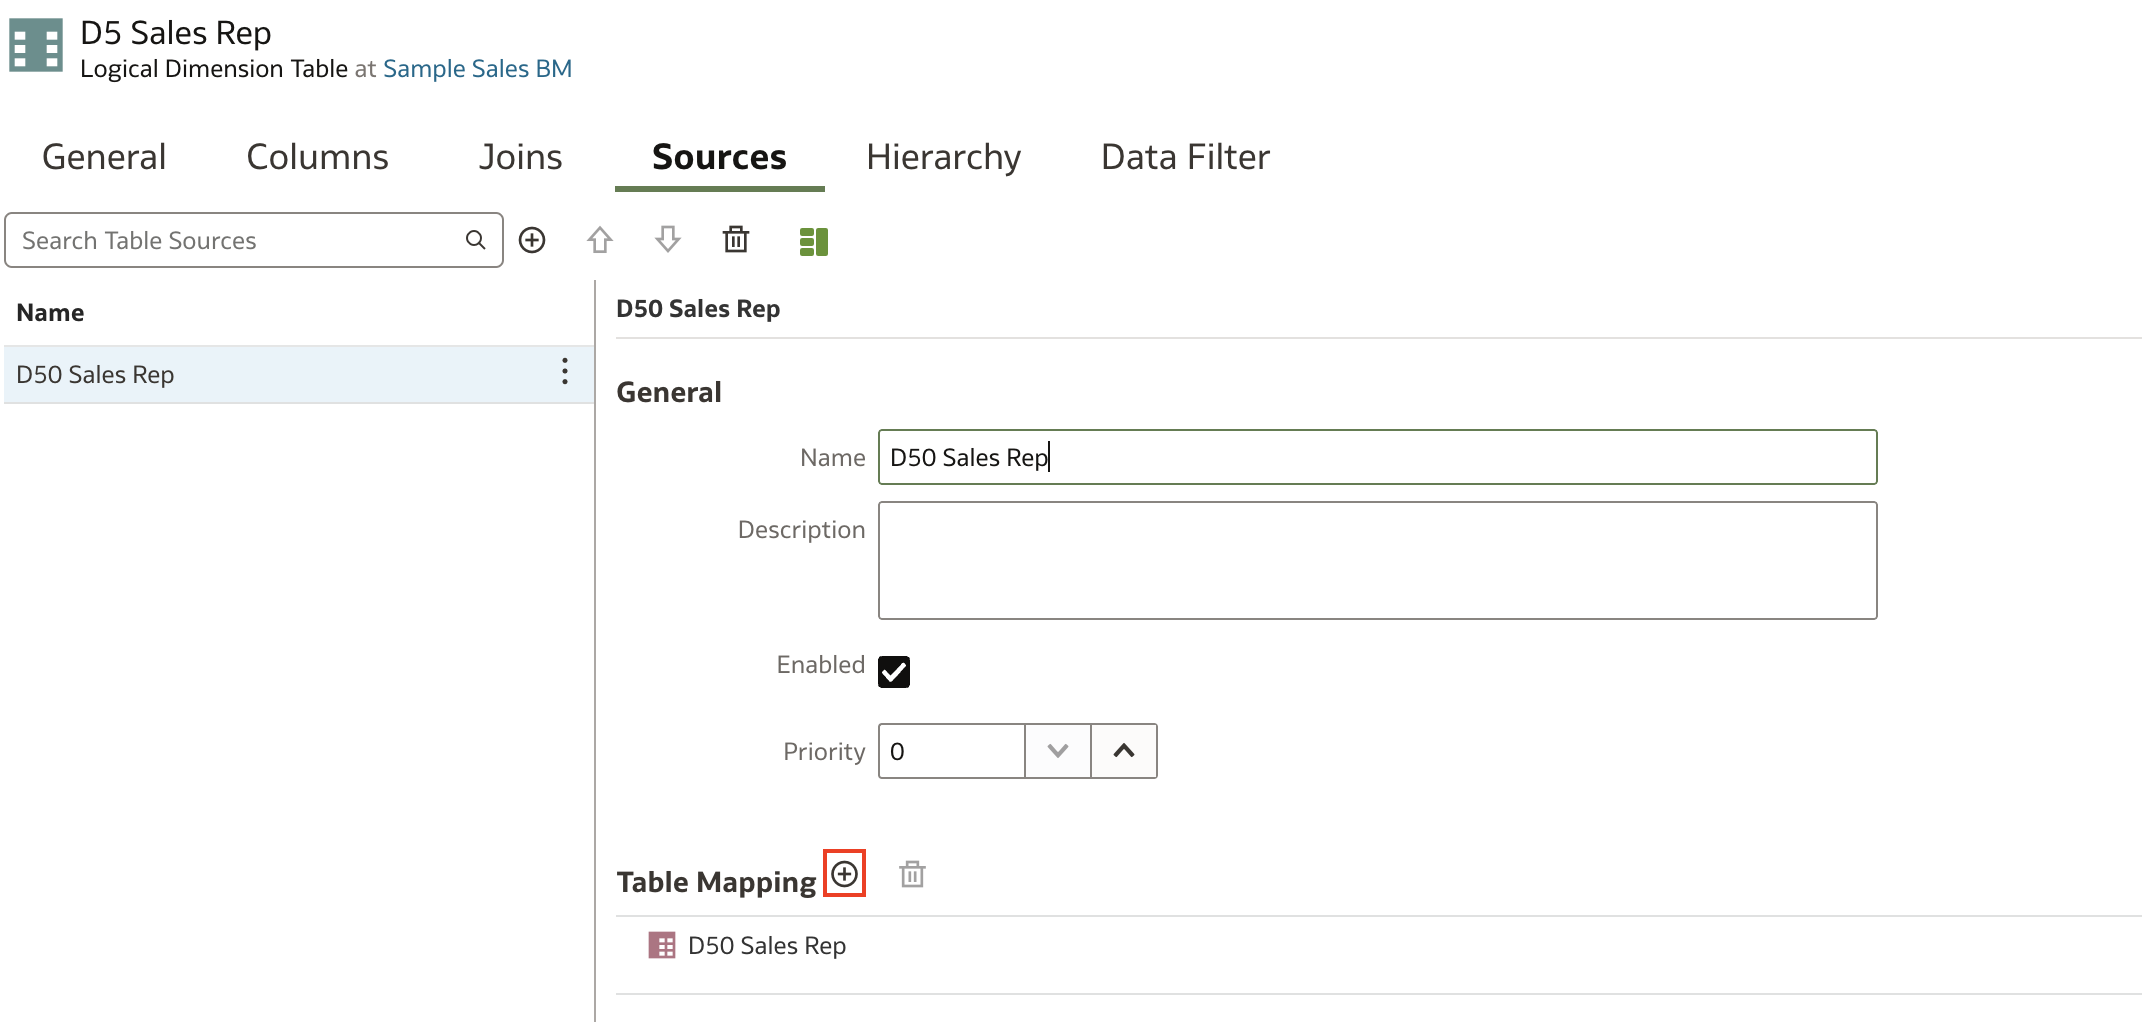 D5 Sales Rep
Logical Dimension Table at Sample Sales BM
General Columns Joins Sources Hierarchy Data Filter
Search Table Sources
Name
D50 Sales Rep
D50 Sales Rep
General
Name D50 Sales Rep
Description
Enabled
Priority 0
Table Mapping
D50 Sales Rep